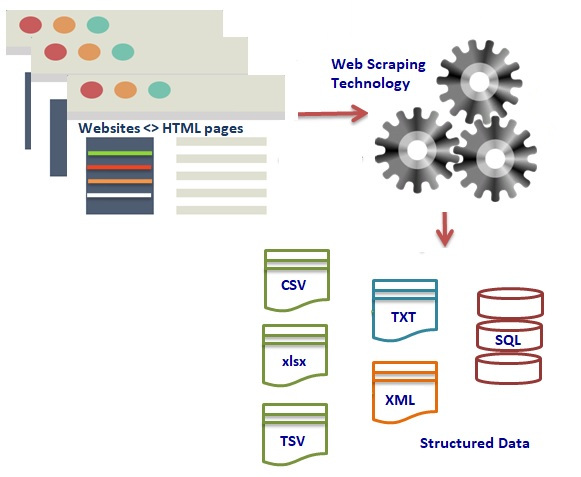 Web Scraping
Technology
Websites <> HTML pages
CSV
TXT
SQL
xlsx
XML
TSV
Structured Data